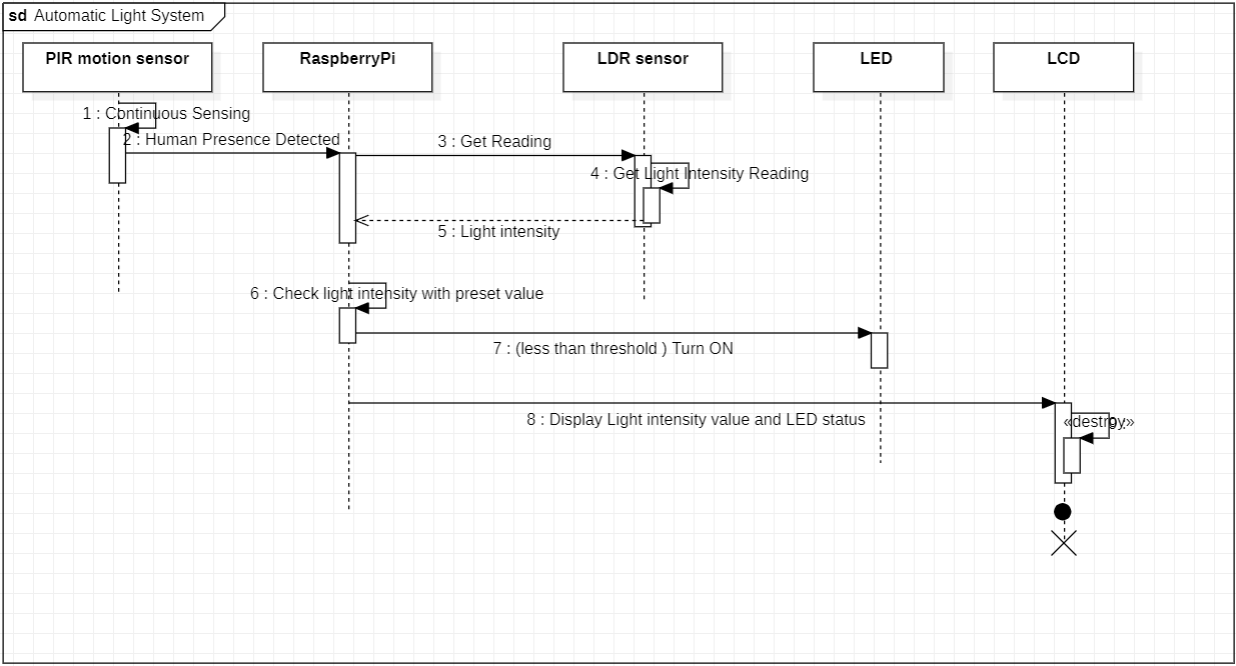 sd Automatic Light System
PIR motion sensor
RaspberryPi
LDR sensor
LED
LCD
1 : Continuous Sensing
2 : Human Presence Detected
3 : Get Reading
4 : Get Light Intensity Reading
5 : Light intensity
6 : Check light intensity with preset value
7 : (less than threshold ) Turn ON
8 : Display Light intensity value and LED status
«destroy»